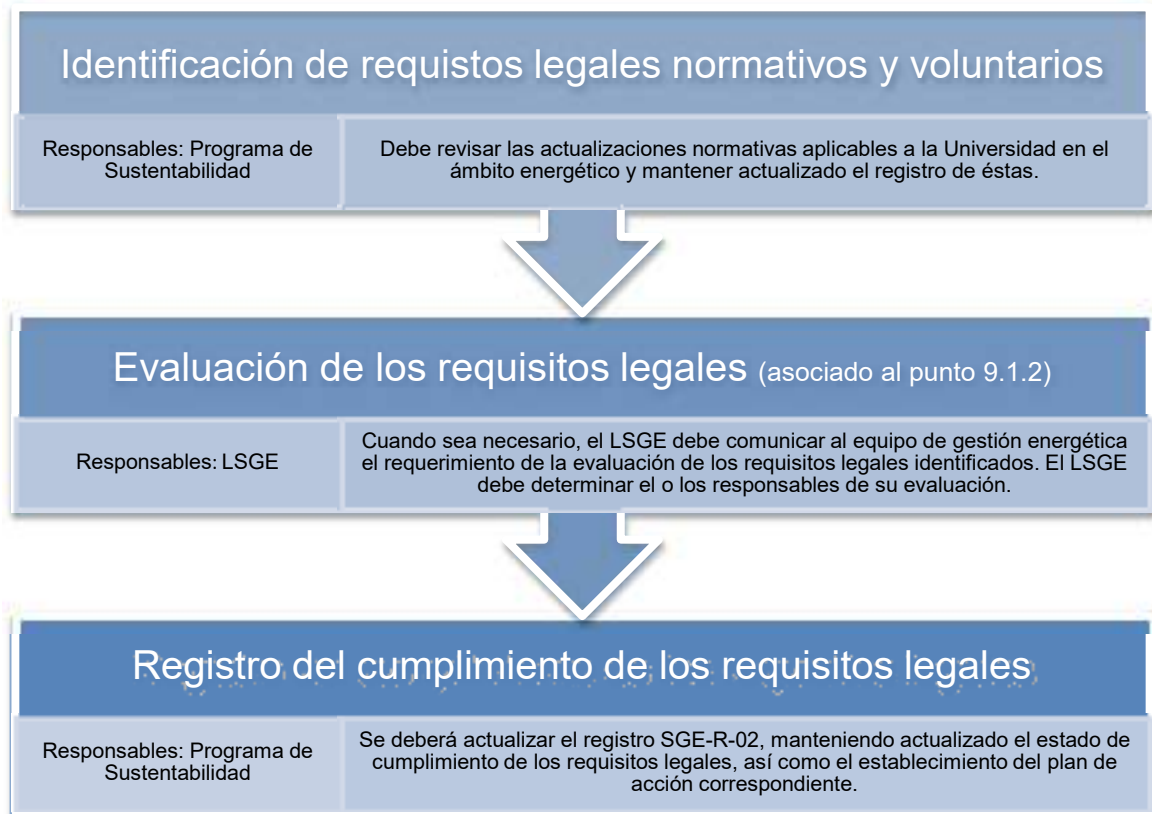 Identificación de requistos legales normativos y voluntarios
Responsables: Programa de
Sustentabilidad
Debe revisar las actualizaciones normativas aplicables a la Universidad en el
ámbito energético y mantener actualizado el registro de éstas.
Evaluación de los requisitos legales (asociado al punto 9.1.2)
Responsables: LSGE
Cuando sea necesario, el LSGE debe comunicar al equipo de gestión energética
el requerimiento de la evaluación de los requisitos legales identificados. El LSGE
debe determinar el o los responsables de su evaluación.
Registro del cumplimiento de los requisitos legales
Responsables: Programa de
Sustentabilidad
Se deberá actualizar el registro SGE-R-02, manteniendo actualizado el estado de
cumplimiento de los requisitos legales, así como el establecimiento del plan de
acción correspondiente.